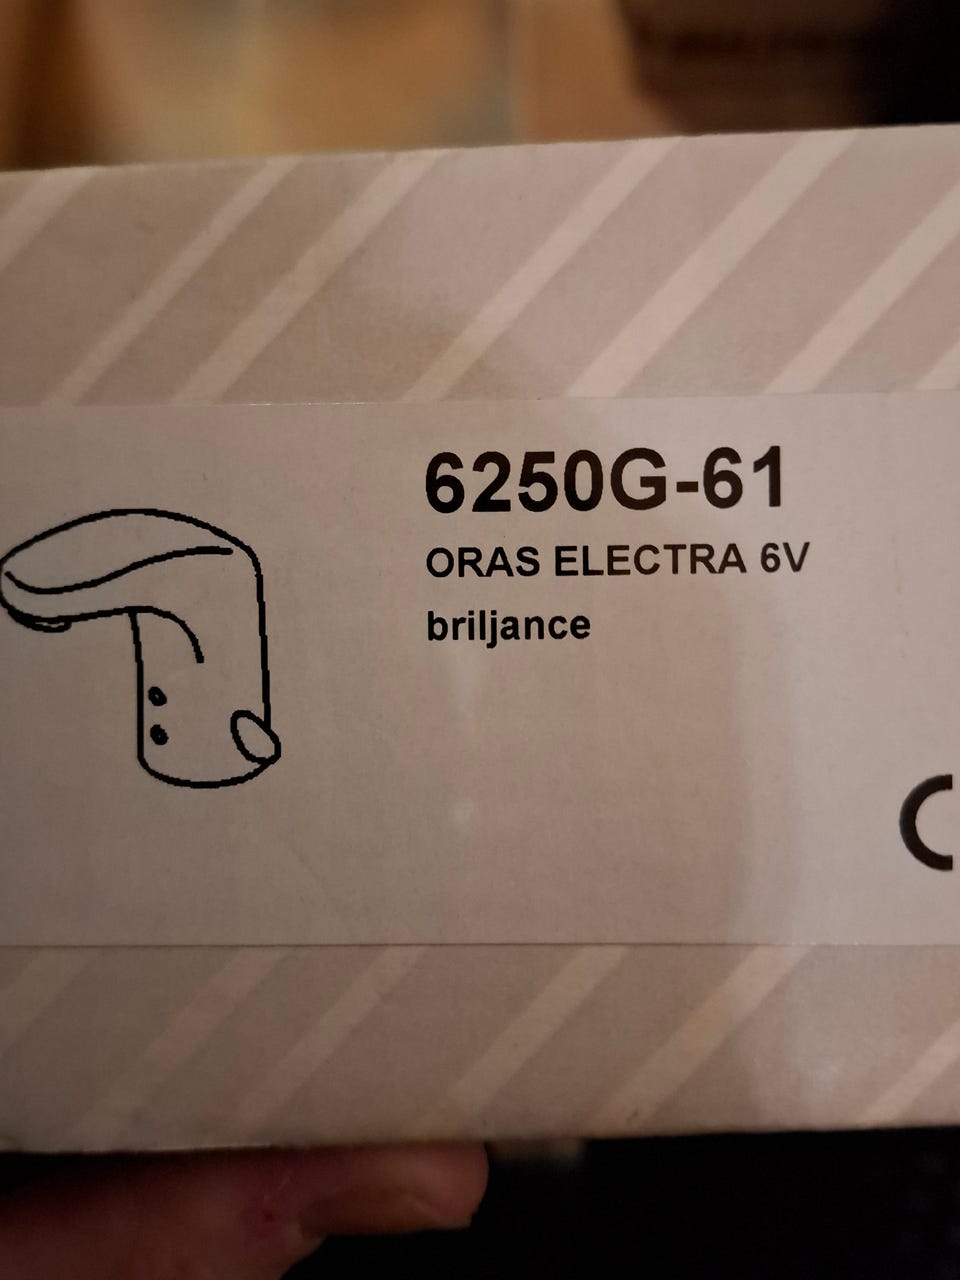 6250G-61
ORAS ELECTRA 6V
briljance